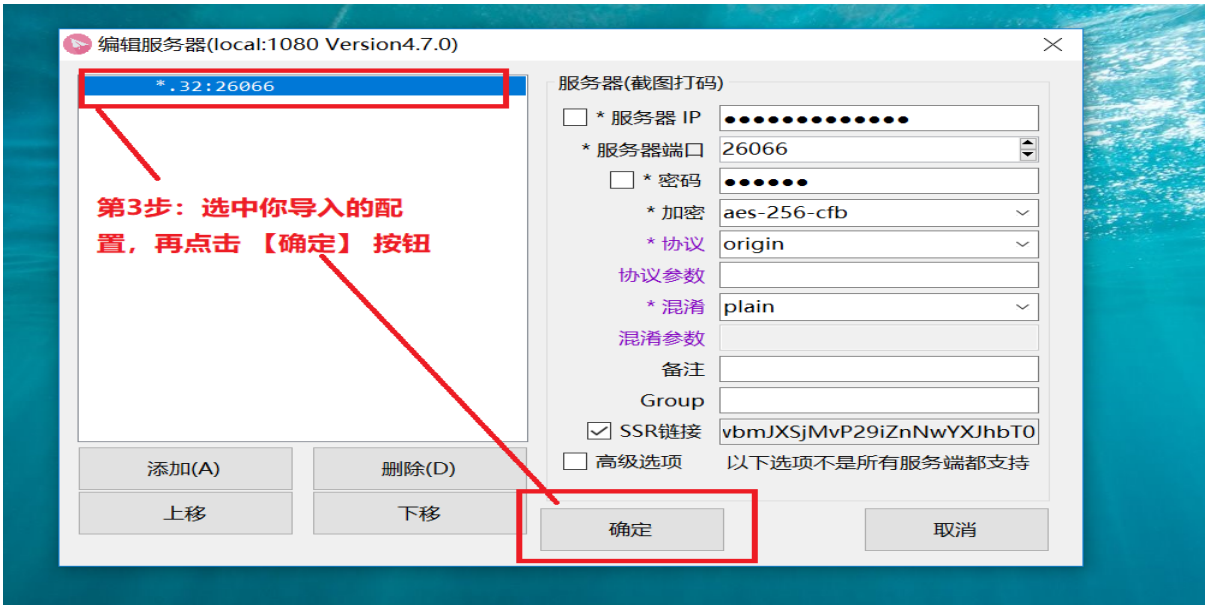 编辑服务器(local:1080 Version4.7.0)
*.32:26066
第3步：选中你导入的配
置，再点击 【确定】 按钮
添加(A)
删除(D)
上移
下移
服务器(截图打码)
* 服务器 IP ●●●●●●●●●●●●●
* 服务器端口 26066
* 密码 ●●●●●●
* 加密 aes-256-cfb
* 协议 origin
协议参数
* 混淆 plain
混淆参数
备注
Group
SSR链接 vbmJXSjMvP29iZnNwYXJhbT0
高级选项 以下选项不是所有服务端都支持
确定
取消